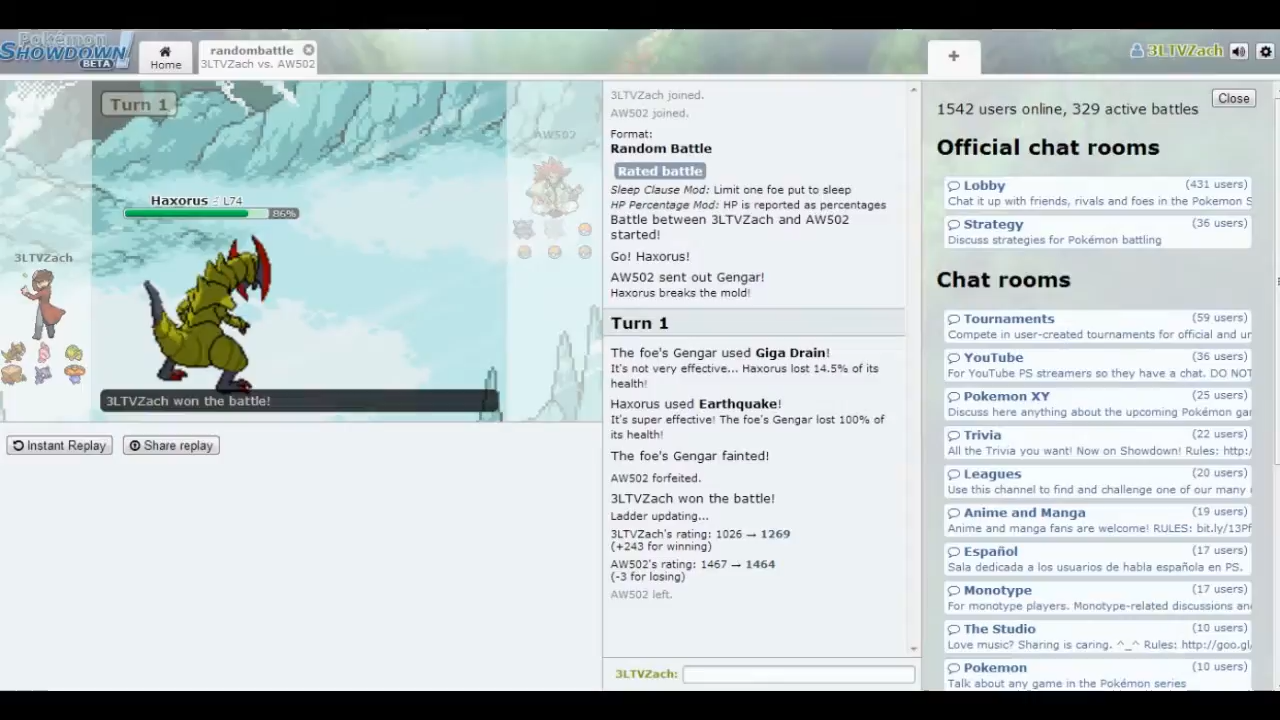 Pokémon
SHOWDOWN!
BETA
Home
randombattle
3LTVZach vs. AW502
+
3LTVZach
Turn 1
AW502
Haxorus ♂ L74
86%
3LTVZach
3LTVZach won the battle!
Instant Replay
Share replay
3LTVZach joined.
AW502 joined.
Format:
Random Battle
Rated battle
Sleep Clause Mod: Limit one foe put to sleep
HP Percentage Mod: HP is reported as percentages
Battle between 3LTVZach and AW502
started!
Go! Haxorus!
AW502 sent out Gengar!
Haxorus breaks the mold!
Turn 1
The foe's Gengar used Giga Drain!
It's not very effective... Haxorus lost 14.5% of its
health!
Haxorus used Earthquake!
It's super effective! The foe's Gengar lost 100% of
its health!
The foe's Gengar fainted!
AW502 forfeited.
3LTVZach won the battle!
Ladder updating...
3LTVZach's rating: 1026 → 1269
(+243 for winning)
AW502's rating: 1467 → 1464
(-3 for losing)
AW502 left.
3LTVZach:
1542 users online, 329 active battles
Close
Official chat rooms
Lobby (431 users)
Chat it up with friends, rivals and foes in the Pokemon S
Strategy (36 users)
Discuss strategies for Pokémon battling
Chat rooms
Tournaments (59 users)
Compete in user-created tournaments for official and un
YouTube (36 users)
For YouTube PS streamers so they have a chat. DO NOT
Pokemon XY (25 users)
Discuss here anything about the upcoming Pokémon gam
Trivia (22 users)
All the Trivia you want! Now on Showdown! Rules: http:/
Leagues (20 users)
Use this channel to find and challenge one of our many
Anime and Manga (19 users)
Anime and manga fans are welcome! RULES: bit.ly/13Pf
Español (17 users)
Sala dedicada a los usuarios de habla española en PS.
Monotype (17 users)
For monotype players. Monotype-related discussions and
The Studio (10 users)
Love music? Sharing is caring. ^_^ Rules: http://goo.gl/
Pokemon (10 users)
Talk about any game in the Pokémon series